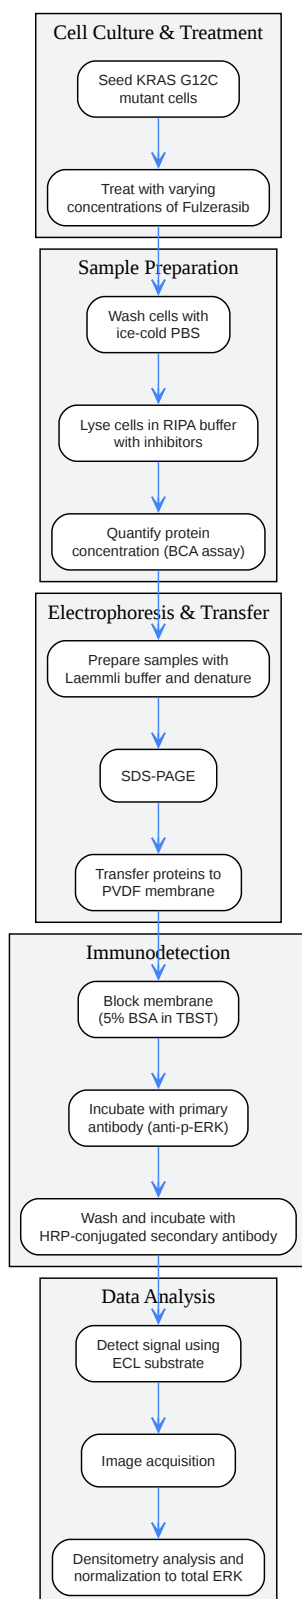 Cell Culture & Treatment
Seed KRAS G12C
mutant cells
Treat with varying
concentrations of Fulzerasib
Sample Preparation
Wash cells with
ice-cold PBS
Lyse cells in RIPA buffer
with inhibitors
Quantify protein
concentration (BCA assay)
Electrophoresis & Transfer
Prepare samples with
Laemmli buffer and denature
SDS-PAGE
Transfer proteins to
PVDF membrane
Immunodetection
Block membrane
(5% BSA in TBST)
Incubate with primary
antibody (anti-p-ERK)
Wash and incubate with
HRP-conjugated secondary antibody
Data Analysis
Detect signal using
ECL substrate
Image acquisition
Densitometry analysis and
normalization to total ERK